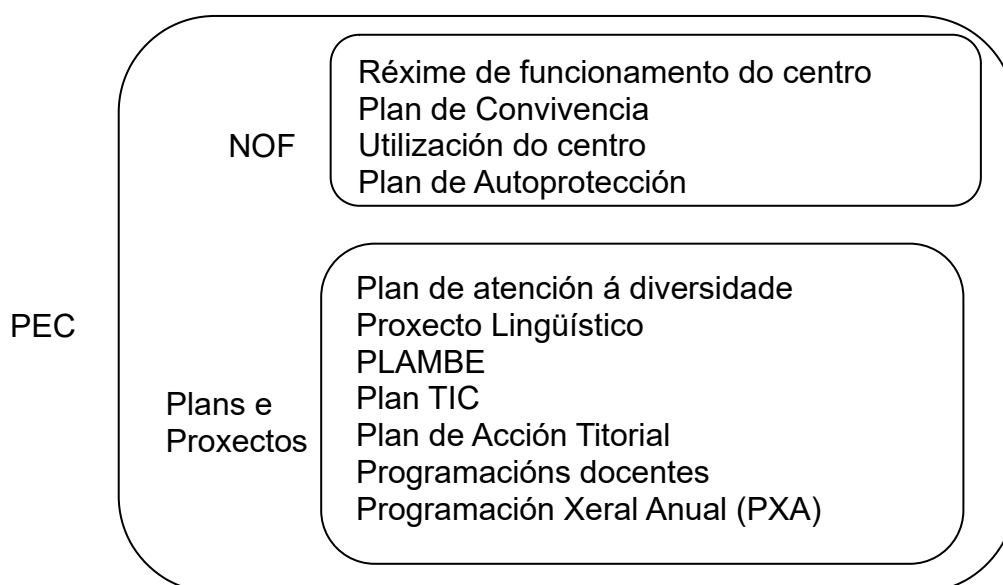 PEC
NOF
Réxime de funcionamento do centro
Plan de Convivencia
Utilización do centro
Plan de Autoprotección
Plans e
Proxectos
Plan de atención á diversidade
Proxecto Lingüístico
PLAMBE
Plan TIC
Plan de Acción Titorial
Programacións docentes
Programación Xeral Anual (PXA)